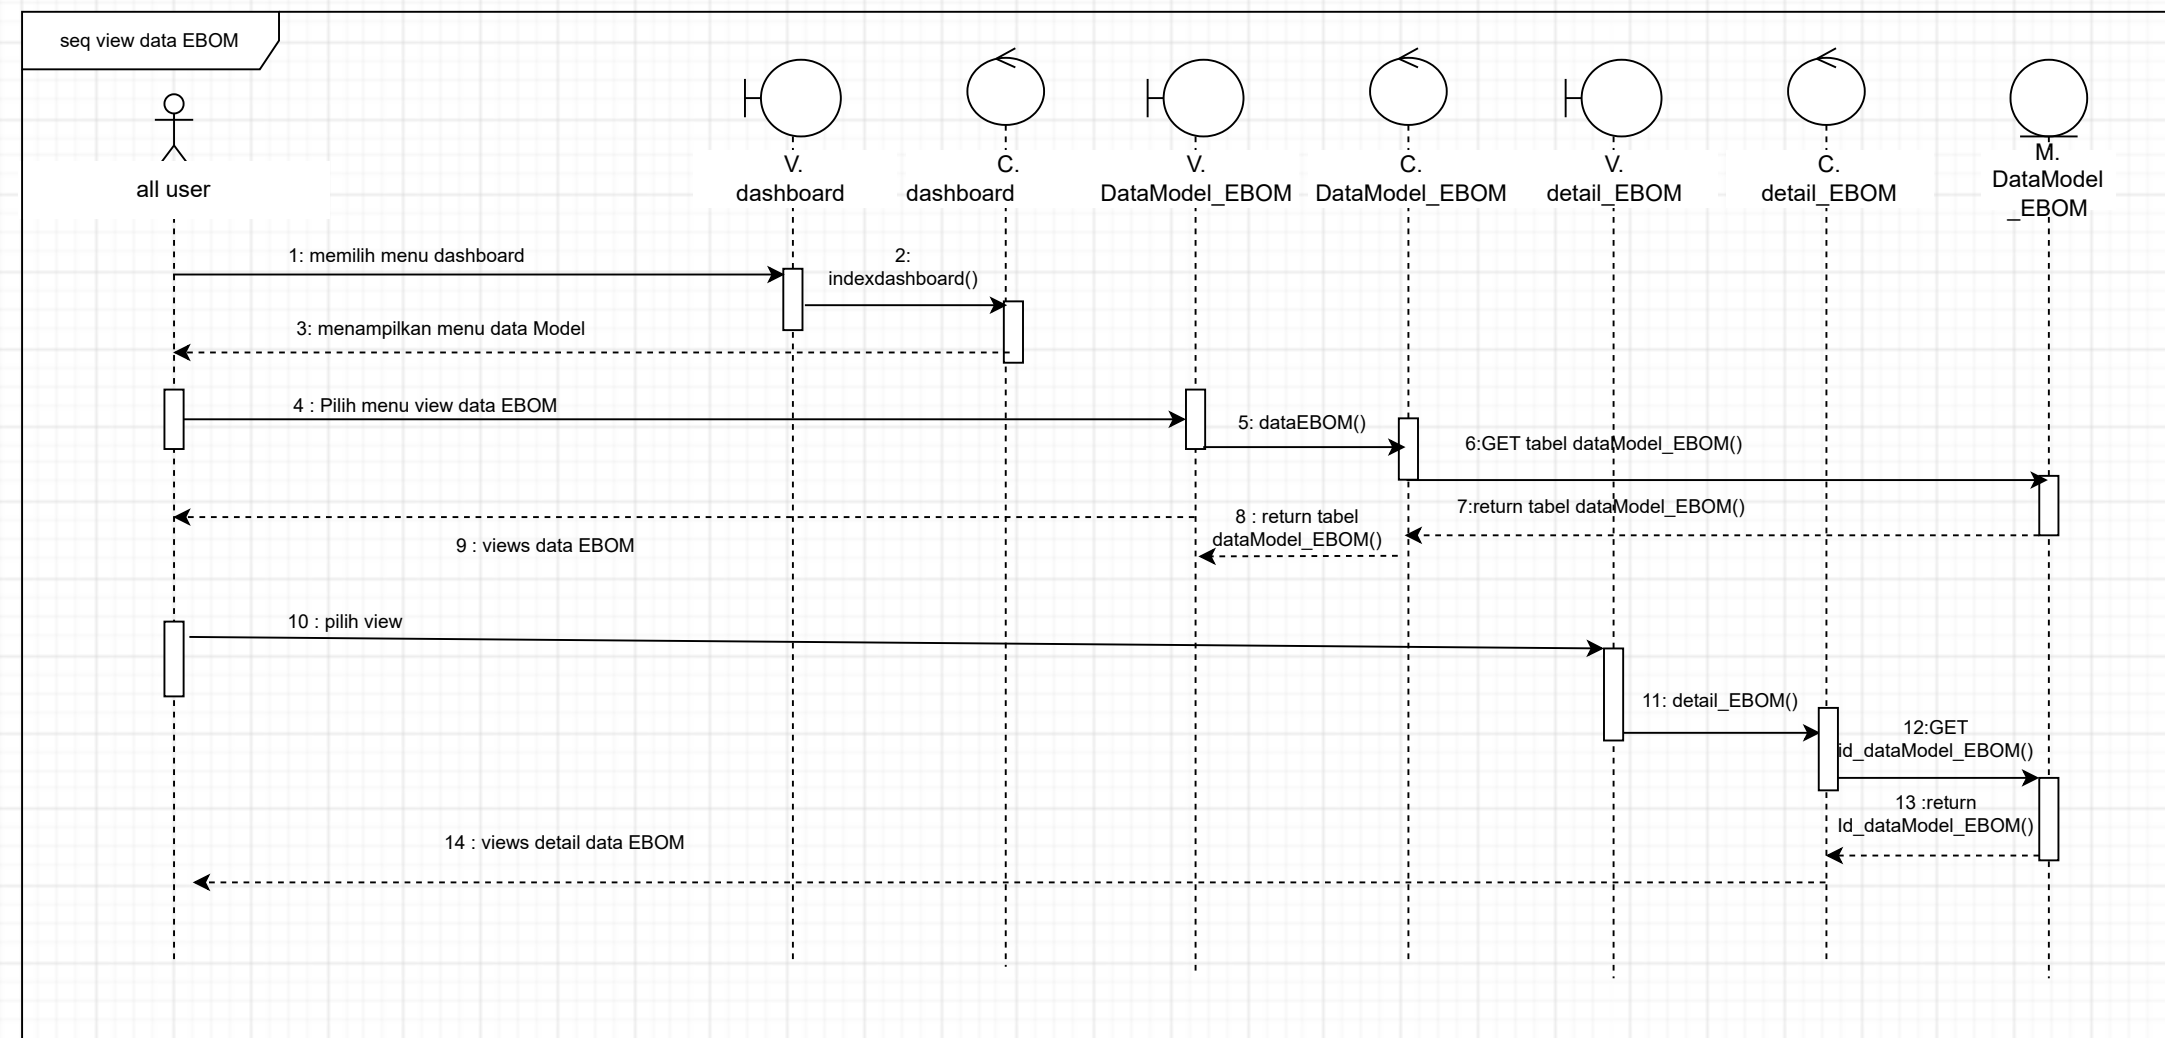 seq view data EBOM
all user
V.
dashboard
C.
dashboard
V.
DataModel_EBOM
C.
DataModel_EBOM
V.
detail_EBOM
C.
detail_EBOM
M.
DataModel
_EBOM
1: memilih menu dashboard
2:
indexdashboard()
3: menampilkan menu data Model
4 : Pilih menu view data EBOM
5: dataEBOM()
6:GET tabel dataModel_EBOM()
7:return tabel dataModel_EBOM()
8 : return tabel
dataModel_EBOM()
9 : views data EBOM
10 : pilih view
11: detail_EBOM()
12:GET
id_dataModel_EBOM()
13 :return
Id_dataModel_EBOM()
14 : views detail data EBOM